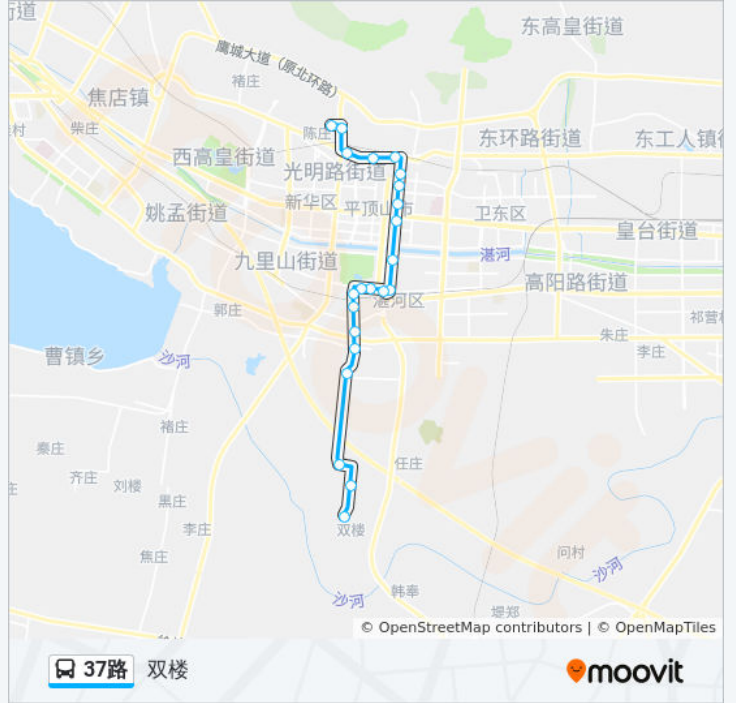 街道
东高皇街道
鹰城大道（原北环路）
褚庄
焦店镇
柴庄
陈庄
东环路街道
东工人镇街
西高皇街道
光明路街道
新华区
平顶山市
姚孟街道
卫东区
皇台街道
湛河
九里山街道
高阳路街道
湛河区
郭庄
祁营村
朱庄
李庄
曹镇乡
沙河
褚庄
秦庄
任庄
齐庄
刘楼
黑庄
李庄
双楼
焦庄
问村
沙河
韩奉
沙河
堤郑
© OpenStreetMap contributors | © OpenMapTiles
37路 双楼
moovit